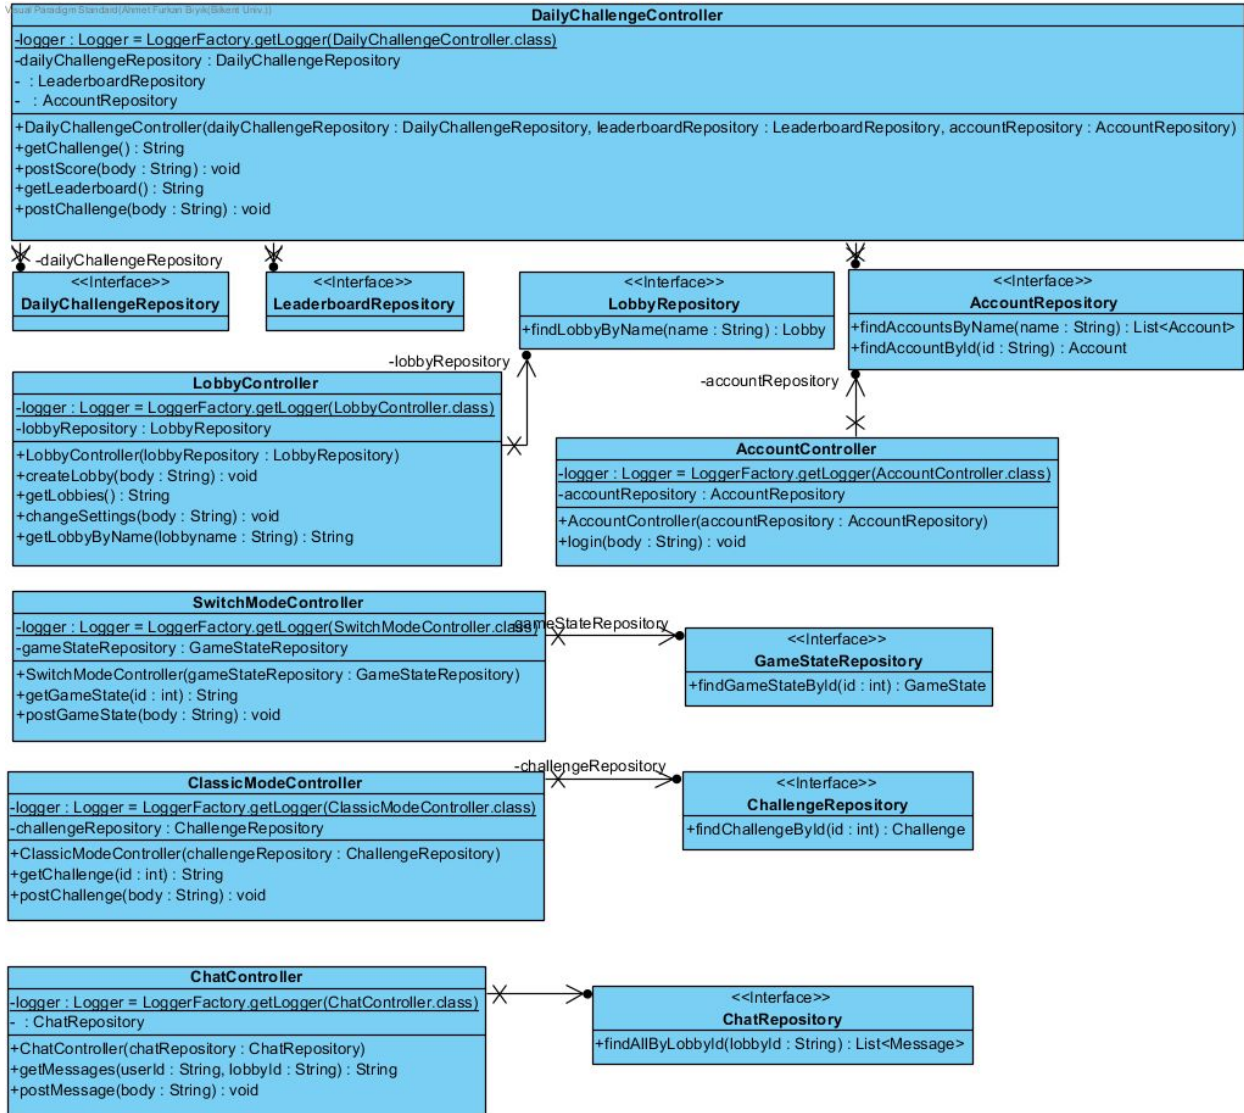 Visual Paradigm Standard(Ahmet Furkan Bıyık(Bilkent Univ.))
DailyChallengeController
-logger : Logger = LoggerFactory.getLogger(DailyChallengeController.class)
-dailyChallengeRepository : DailyChallengeRepository
- : LeaderboardRepository
- : AccountRepository
+DailyChallengeController(dailyChallengeRepository : DailyChallengeRepository, leaderboardRepository : LeaderboardRepository, accountRepository : AccountRepository)
+getChallenge() : String
+postScore(body : String) : void
+getLeaderboard() : String
+postChallenge(body : String) : void
-dailyChallengeRepository
<<Interface>>
DailyChallengeRepository
<<Interface>>
LeaderboardRepository
<<Interface>>
LobbyRepository
+findLobbyByName(name : String) : Lobby
<<Interface>>
AccountRepository
+findAccountsByName(name : String) : List<Account>
+findAccountById(id : String) : Account
-lobbyRepository
-accountRepository
LobbyController
-logger : Logger = LoggerFactory.getLogger(LobbyController.class)
-lobbyRepository : LobbyRepository
+LobbyController(lobbyRepository : LobbyRepository)
+createLobby(body : String) : void
+getLobbies() : String
+changeSettings(body : String) : void
+getLobbyByName(lobbyname : String) : String
AccountController
-logger : Logger = LoggerFactory.getLogger(AccountController.class)
-accountRepository : AccountRepository
+AccountController(accountRepository : AccountRepository)
+login(body : String) : void
SwitchModeController
-logger : Logger = LoggerFactory.getLogger(SwitchModeController.class)
-gameStateRepository : GameStateRepository
+SwitchModeController(gameStateRepository : GameStateRepository)
+getGameState(id : int) : String
+postGameState(body : String) : void
-gameStateRepository
<<Interface>>
GameStateRepository
+findGameStateById(id : int) : GameState
ClassicModeController
-logger : Logger = LoggerFactory.getLogger(ClassicModeController.class)
-challengeRepository : ChallengeRepository
+ClassicModeController(challengeRepository : ChallengeRepository)
+getChallenge(id : int) : String
+postChallenge(body : String) : void
-challengeRepository
<<Interface>>
ChallengeRepository
+findChallengeById(id : int) : Challenge
ChatController
-logger : Logger = LoggerFactory.getLogger(ChatController.class)
- : ChatRepository
+ChatController(chatRepository : ChatRepository)
+getMessages(userId : String, lobbyId : String) : String
+postMessage(body : String) : void
<<Interface>>
ChatRepository
+findAllByLobbyId(lobbyId : String) : List<Message>